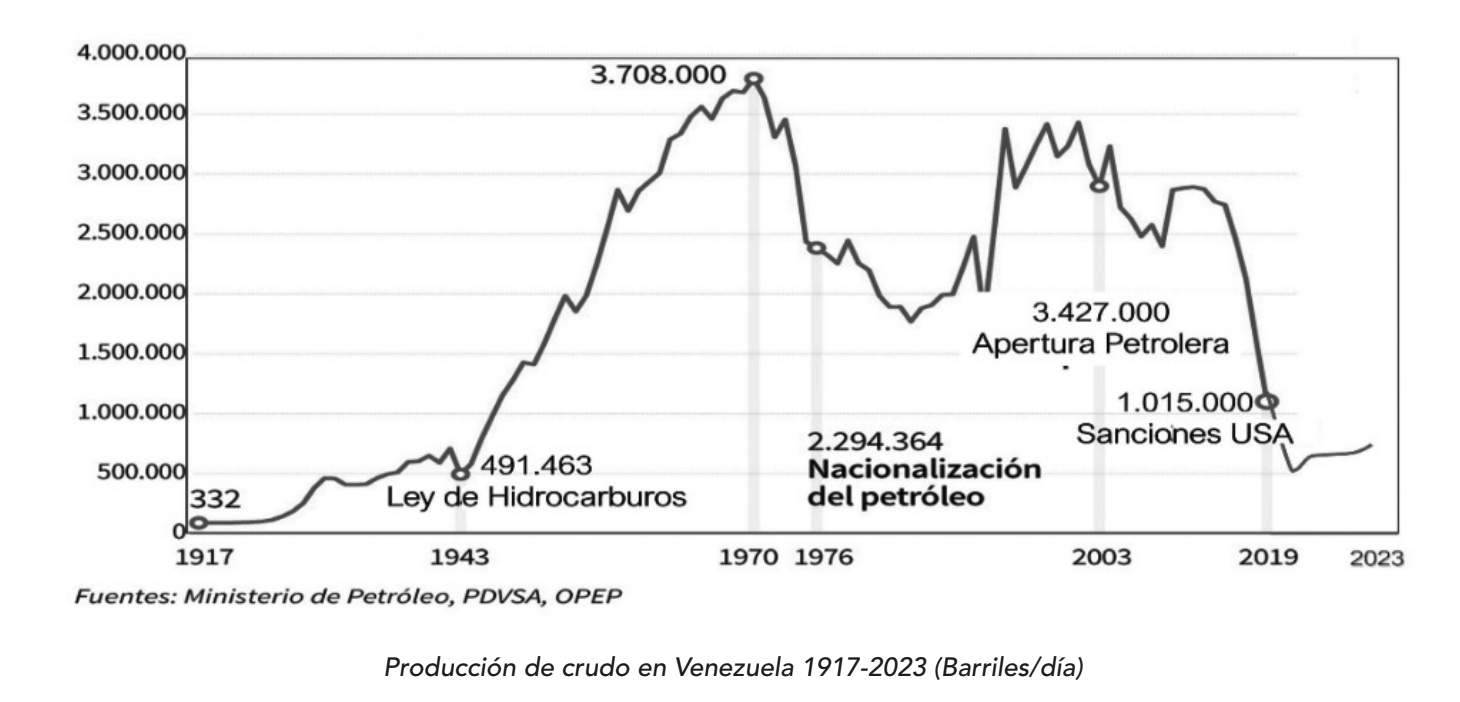 4.000.000
3.500.000
3.000.000
2.500.000
2.000.000
1.500.000
1.000.000
500.000
0
3.708.000
3.427.000
Apertura Petrolera
1.015.000
Sanciones USA
2.294.364
Nacionalización
del petróleo
491.463
Ley de Hidrocarburos
332
1917 1943 1970 1976 2003 2019 2023
Fuentes: Ministerio de Petróleo, PDVSA, OPEP
Producción de crudo en Venezuela 1917-2023 (Barriles/día)